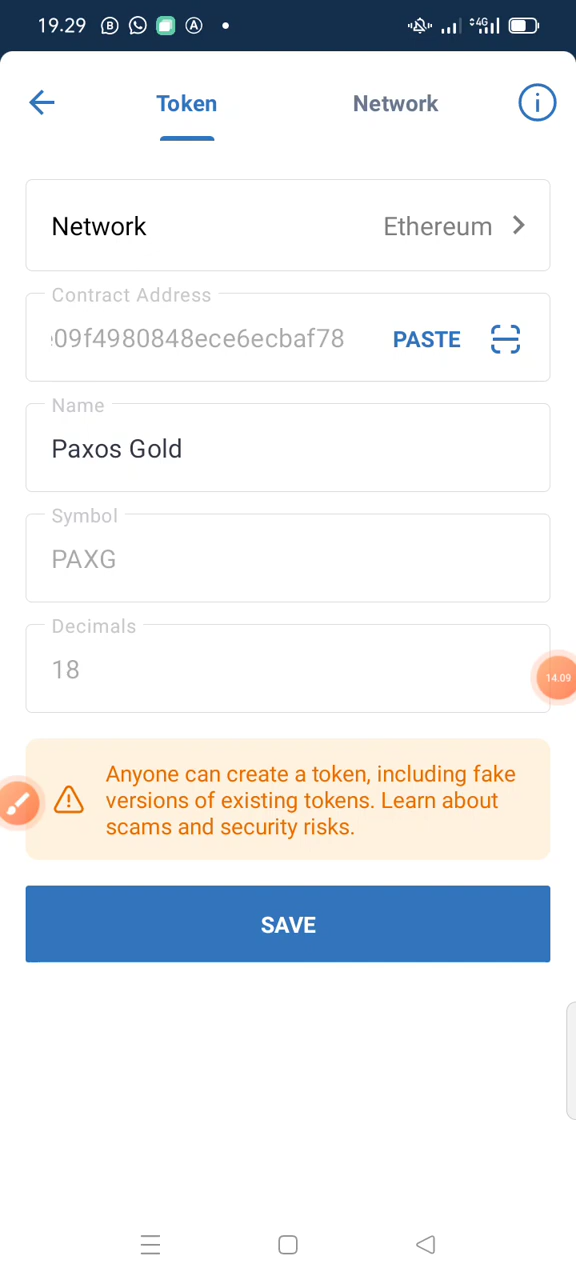 19.29
Token
Network
Network
Ethereum
Contract Address
09f4980848ece6ecbaf78
PASTE
Name
Paxos Gold
Symbol
PAXG
Decimals
18
14.09
Anyone can create a token, including fake
versions of existing tokens. Learn about
scams and security risks.
SAVE